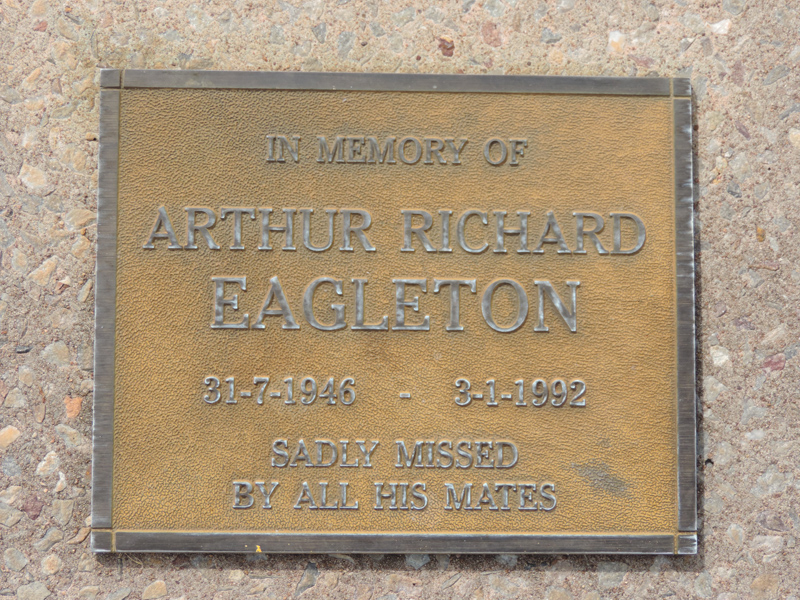 IN MEMORY OF
ARTHUR RICHARD
EAGLETON
31-7-1946 - 3-1-1992
SADLY MISSED
BY ALL HIS MATES